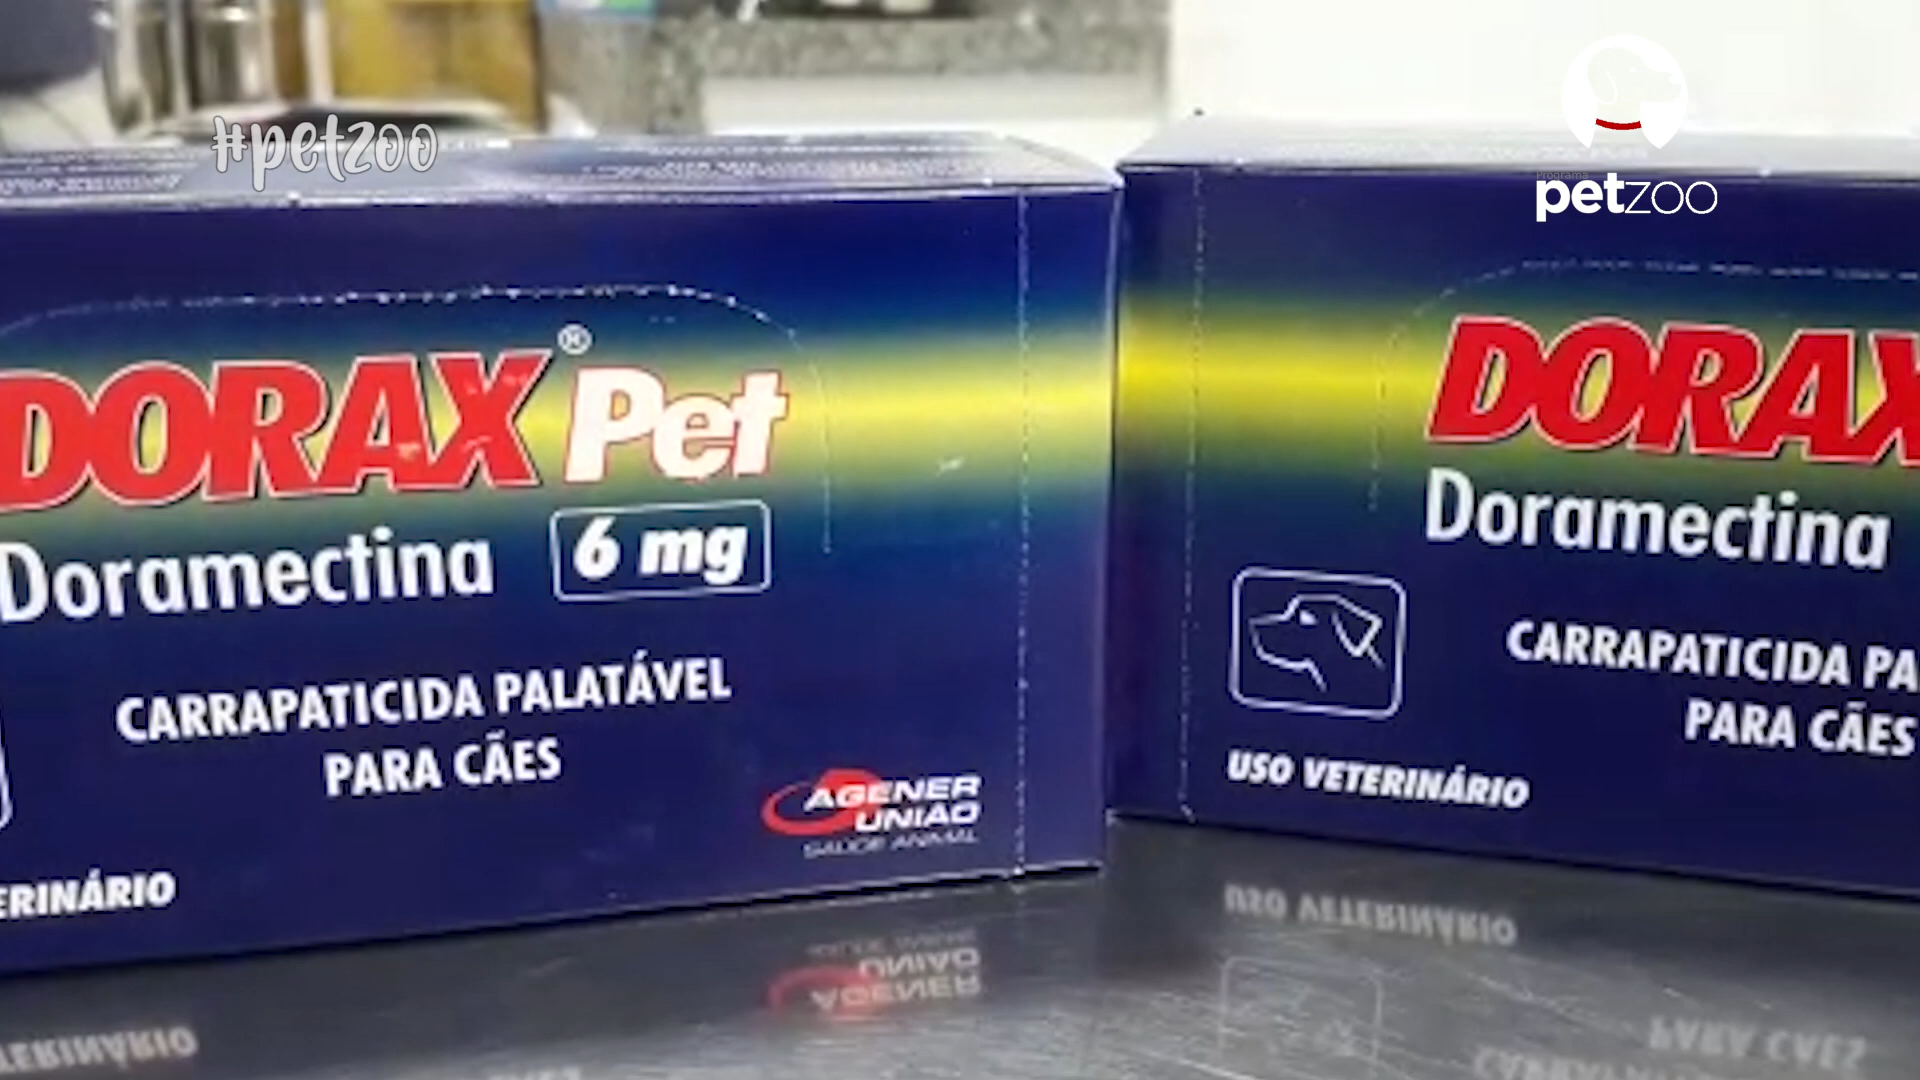 #petzoo
Programa
petzoo
DORAX® Pet
Doramectina 6 mg
CARRAPATICIDA PALATÁVEL
PARA CÃES
AGENER
UNIÃO
SAÚDE ANIMAL
ERINÁRIO
DORAX
Doramectina
CARRAPATICIDA PA
PARA CÃES
USO VETERINÁRIO